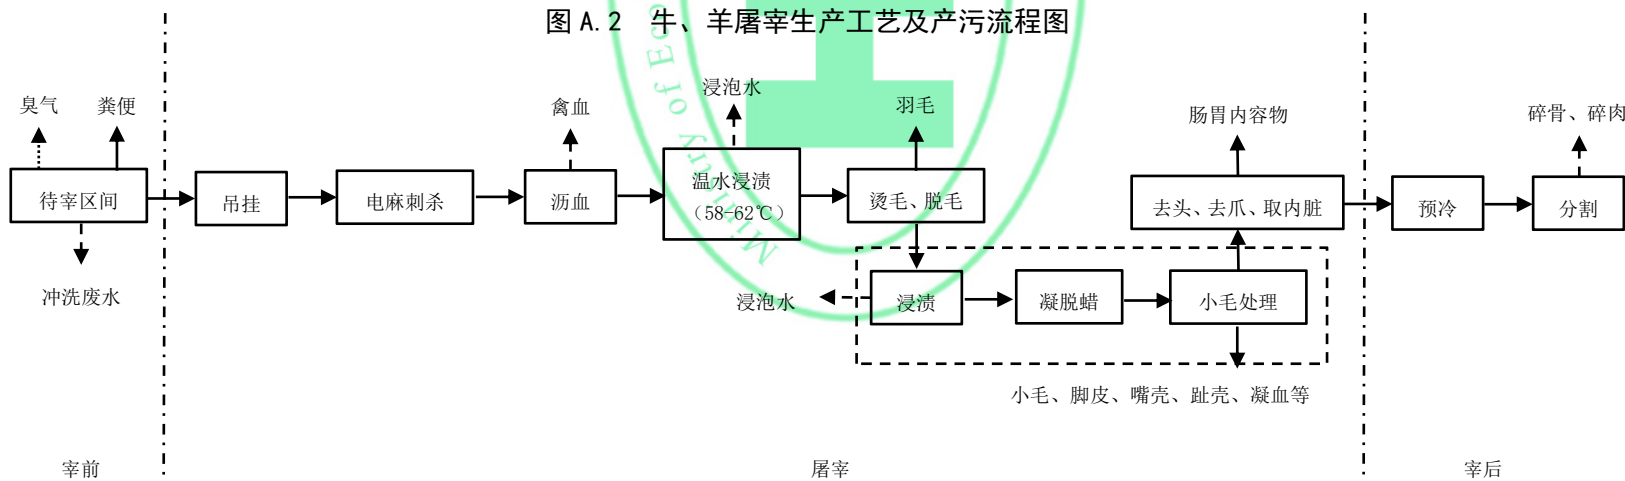 图 A.2 牛、羊屠宰生产工艺及产污流程图
臭气
粪便
禽血
浸泡水
羽毛
肠胃内容物
碎骨、碎肉
待宰区间
吊挂
电麻刺杀
沥血
温水浸渍
（58-62℃）
烫毛、脱毛
去头、去爪、取内脏
预冷
分割
冲洗废水
浸泡水
浸渍
凝脱蜡
小毛处理
小毛、脚皮、嘴壳、趾壳、凝血等
宰前
屠宰
宰后
Ministry of Eco